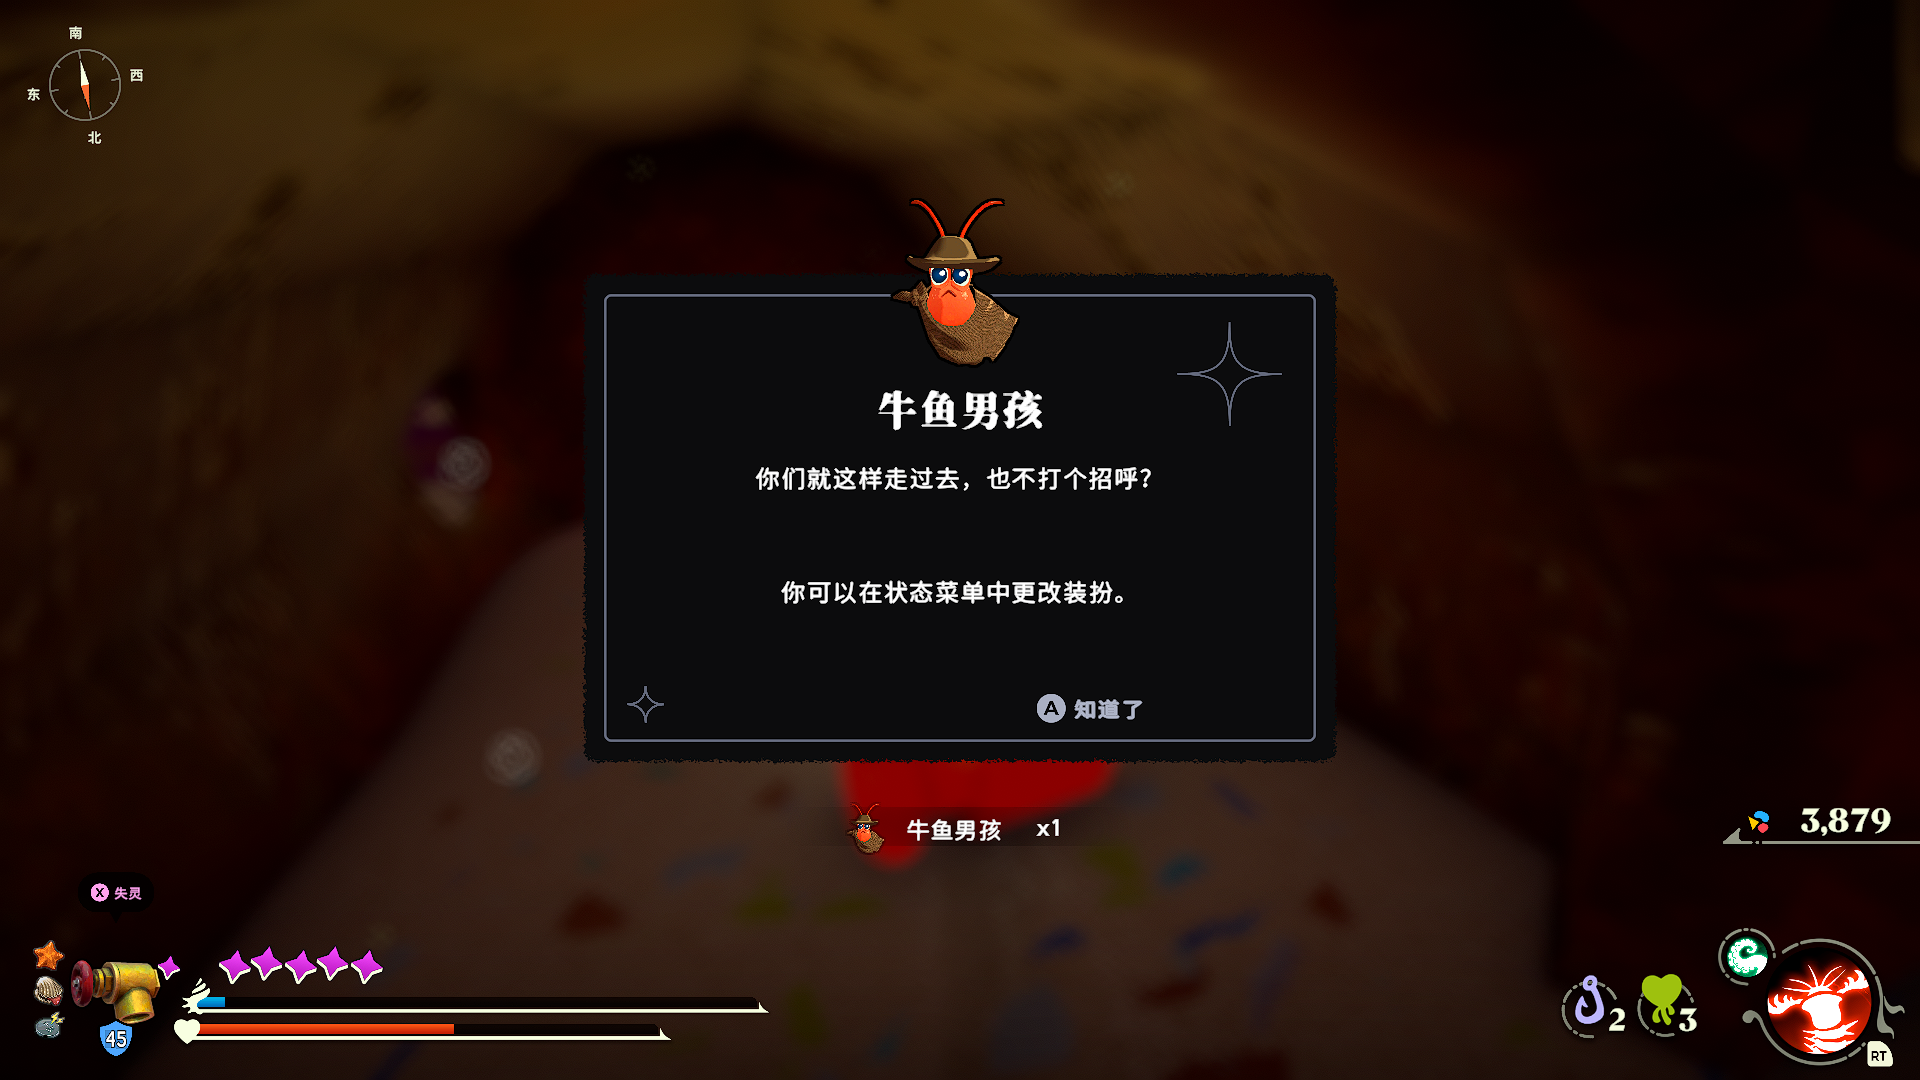 南
西
东
北
牛鱼男孩
你们就这样走过去，也不打个招呼？
你可以在状态菜单中更改装扮。
A 知道了
牛鱼男孩 x1
3,879
X 失灵
45
2
3
RT